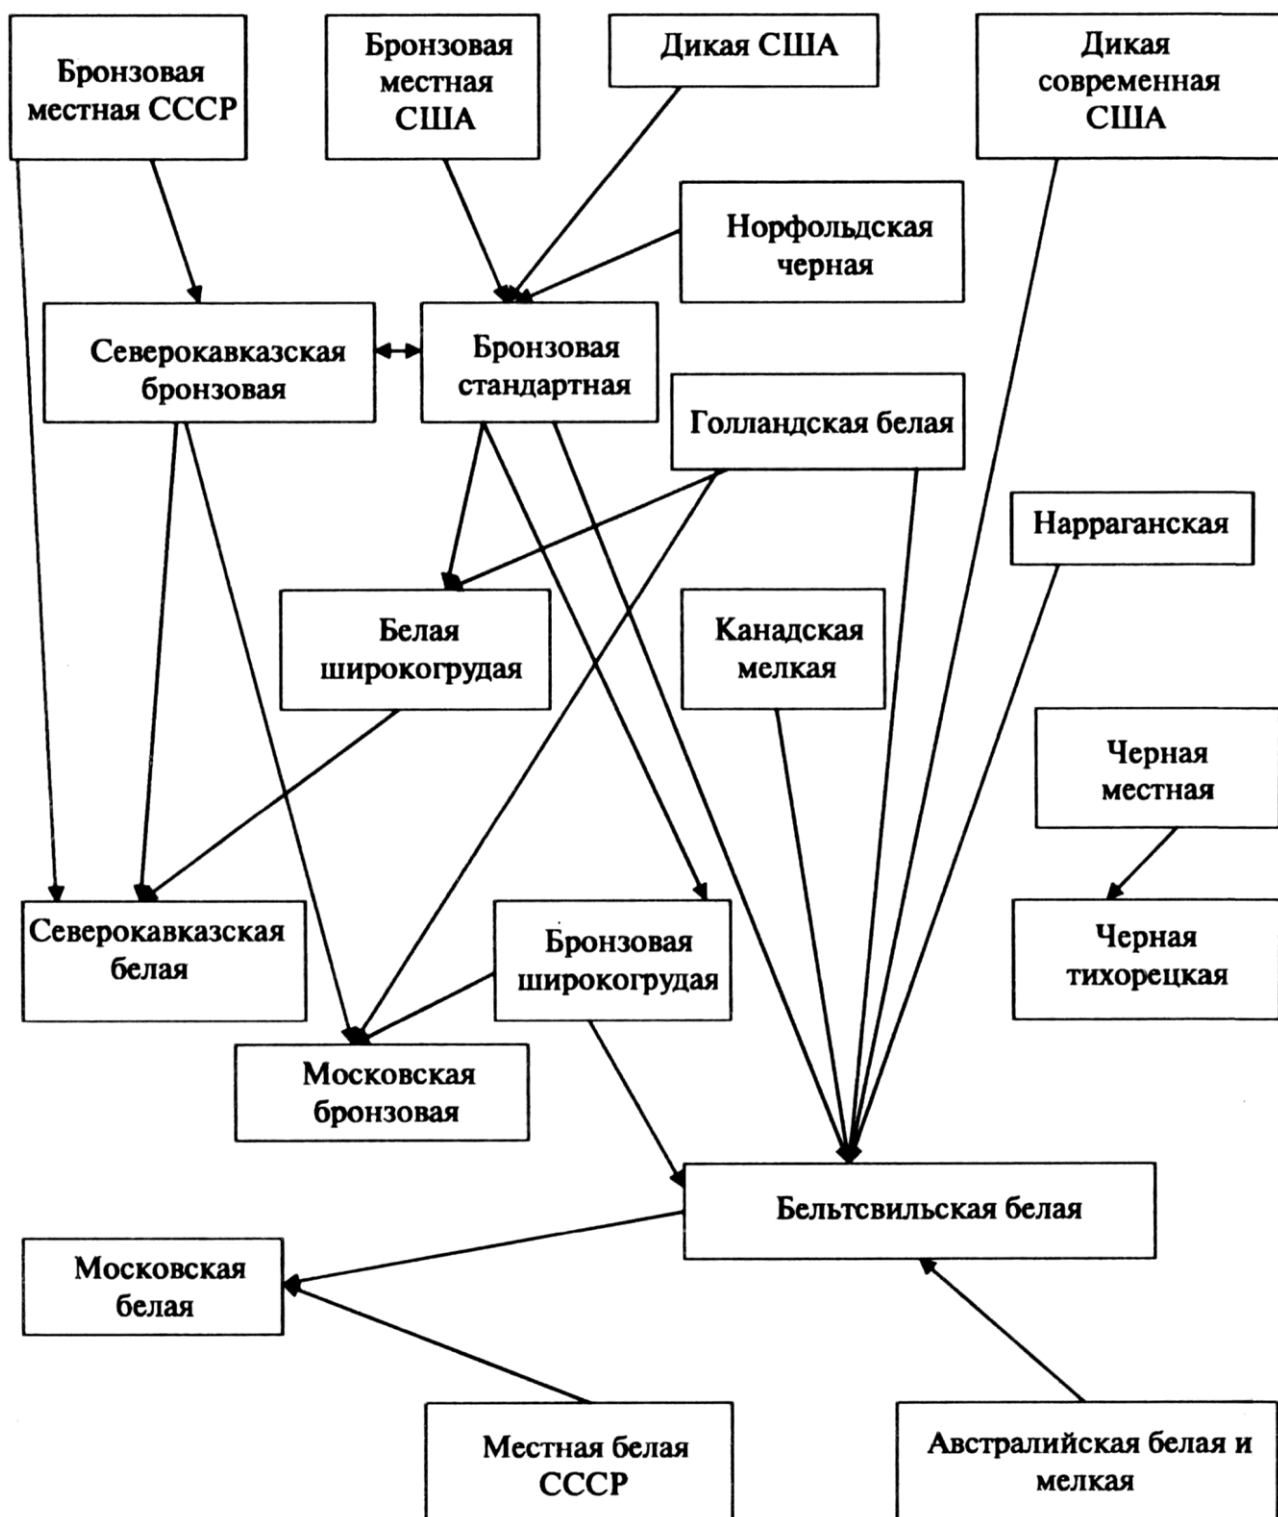 Бронзовая
местная СССР
Бронзовая
местная
США
Дикая США
Дикая
современная
США
Норфольдская
черная
Северокавказская
бронзовая
Бронзовая
стандартная
Голландская белая
Нарраганская
Белая
широкогрудая
Канадская
мелкая
Черная
местная
Северокавказская
белая
Бронзовая
широкогрудая
Черная
тихорецкая
Московская
бронзовая
Бельтсвильская белая
Московская
белая
Местная белая
СССР
Австралийская белая и
мелкая